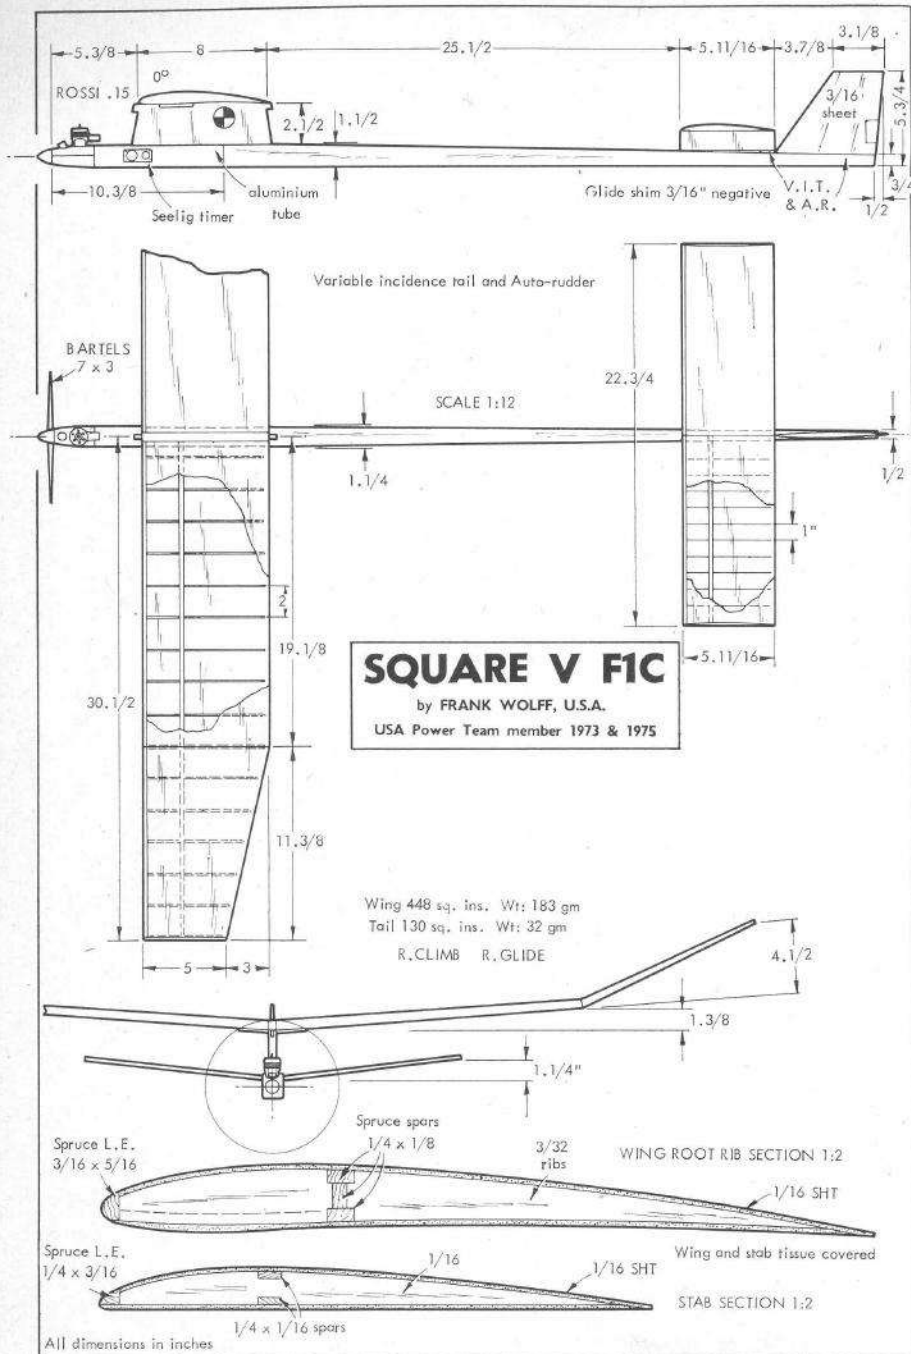 3.1/8
5.3/8
8
25.1/2
5.11/16
3.7/8
0°
ROSSI .15
2.1/2
1.1/2
3/16
sheet
5.3/4
10.3/8
aluminium
tube
Seelig timer
Glide shim 3/16" negative
V.I.T.
& A.R.
1/2
3/4
Variable incidence tail and Auto-rudder
BARTELS
7 x 3
22.3/4
SCALE 1:12
1.1/4
1/2
1"
2
19.1/8
5.11/16
30.1/2
SQUARE V F1C
by FRANK WOLFF, U.S.A.
USA Power Team member 1973 & 1975
11.3/8
Wing 448 sq. ins. Wt: 183 gm
Tail 130 sq. ins. Wt: 32 gm
R.CLIMB R.GLIDE
5
3
4.1/2
1.3/8
1.1/4"
Spruce spars
1/4 x 1/8
Spruce L.E.
3/16 x 5/16
3/32
ribs
WING ROOT RIB SECTION 1:2
1/16 SHT
Wing and stab tissue covered
Spruce L.E.
1/4 x 3/16
1/16
1/16 SHT
STAB SECTION 1:2
1/4 x 1/16 spars
All dimensions in inches